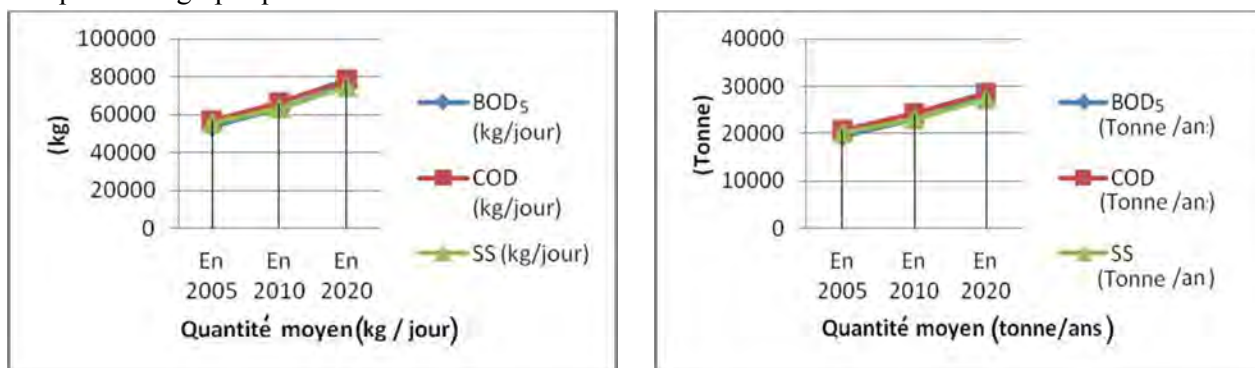 100000
80000
60000
40000
20000
0
(kg)
En
2005
En
2010
En
2020
Quantité moyen (kg / jour)
BOD₅
(kg/jour)
COD
(kg/jour)
SS (kg/jour)
40000
30000
20000
10000
0
(Tonne)
En
2005
En
2010
En
2020
Quantité moyen (tonne/ans)
BOD₅
(Tonne /an)
COD
(Tonne /an)
SS
(Tonne /an)